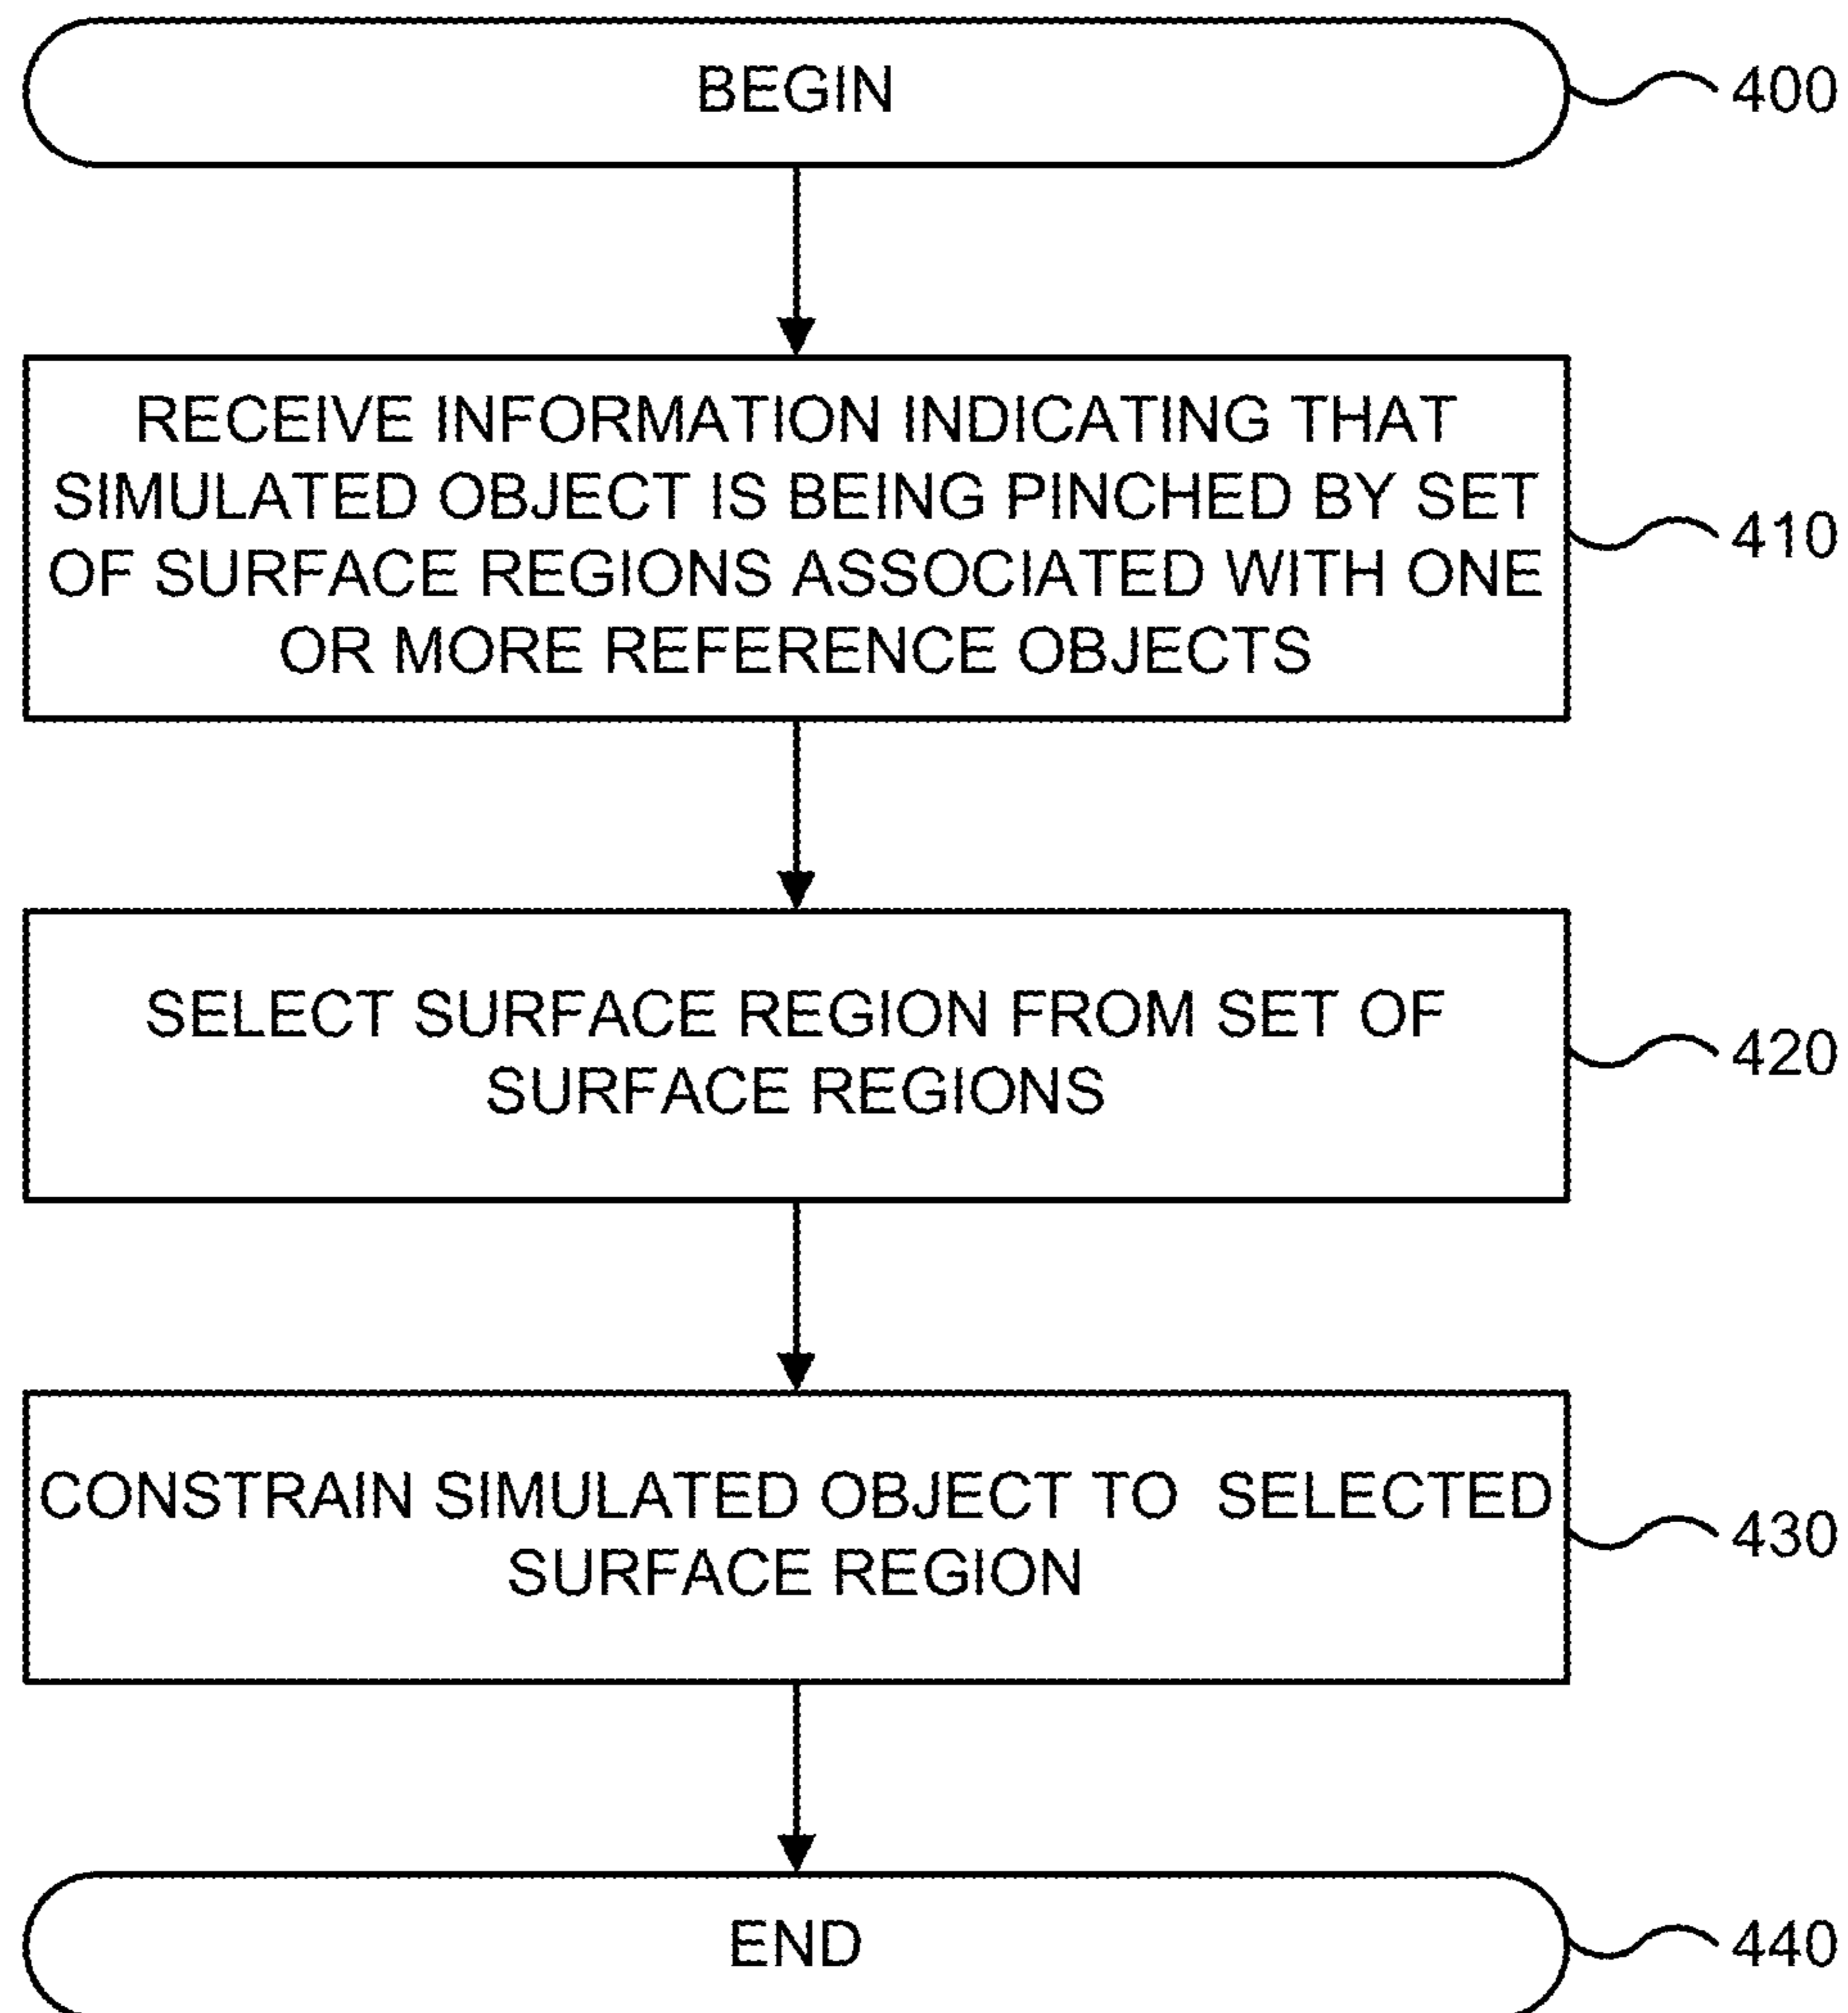 BEGIN
400
RECEIVE INFORMATION INDICATING THAT
SIMULATED OBJECT IS BEING PINCHED BY SET
OF SURFACE REGIONS ASSOCIATED WITH ONE
OR MORE REFERENCE OBJECTS
410
SELECT SURFACE REGION FROM SET OF
SURFACE REGIONS
420
CONSTRAIN SIMULATED OBJECT TO SELECTED
SURFACE REGION
430
END
440